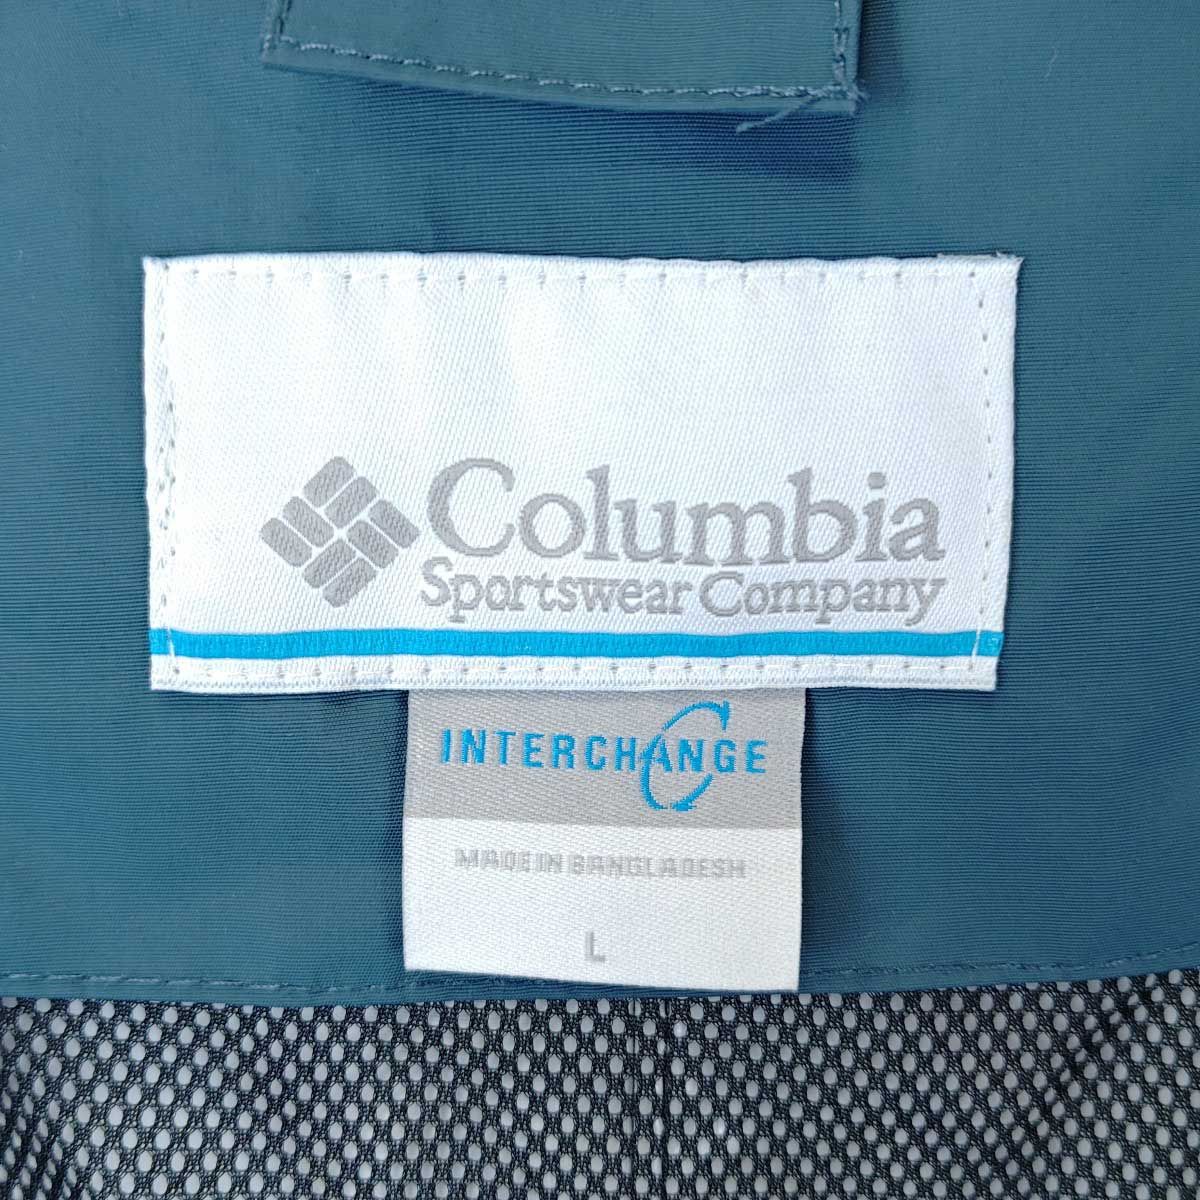 Columbia
Sportswear Company
INTERCHANGE
MADE IN BANGLADESH
L